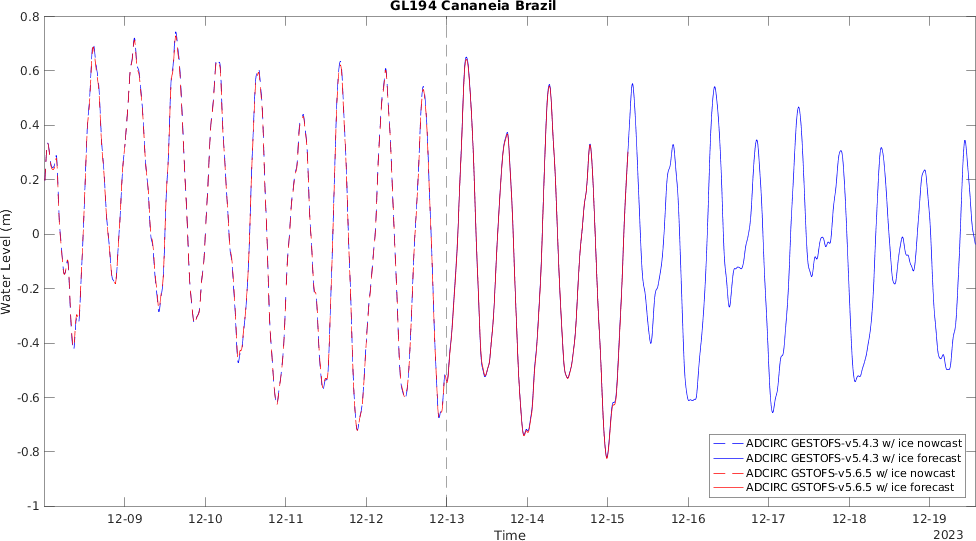 GL194 Cananeia Brazil
0.8
0.6
0.4
0.2
0
-0.2
-0.4
-0.6
-0.8
-1
Water Level (m)
ADCIRC GESTOFS-v5.4.3 w/ ice nowcast
ADCIRC GESTOFS-v5.4.3 w/ ice forecast
ADCIRC GSTOFS-v5.6.5 w/ ice nowcast
ADCIRC GSTOFS-v5.6.5 w/ ice forecast
12-09 12-10 12-11 12-12 12-13 12-14 12-15 12-16 12-17 12-18 12-19
Time
2023